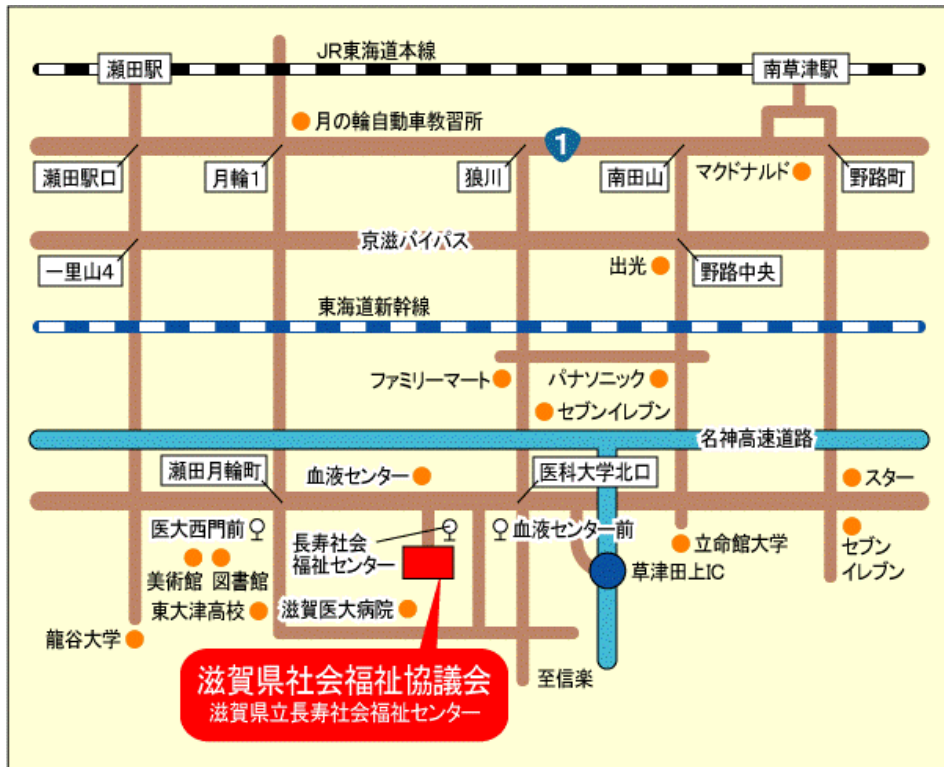 JR東海道本線
瀬田駅
南草津駅
月の輪自動車教習所
1
瀬田駅口
月輪1
狼川
南田山
マクドナルド
野路町
京滋バイパス
一里山4
出光
野路中央
東海道新幹線
ファミリーマート
パナソニック
セブンイレブン
名神高速道路
瀬田月輪町
血液センター
医科大学北口
スター
医大西門前
長寿社会
福祉センター
血液センター前
立命館大学
セブン
イレブン
美術館
図書館
草津田上IC
東大津高校
滋賀医大病院
龍谷大学
至信楽
滋賀県社会福祉協議会
滋賀県立長寿社会福祉センター